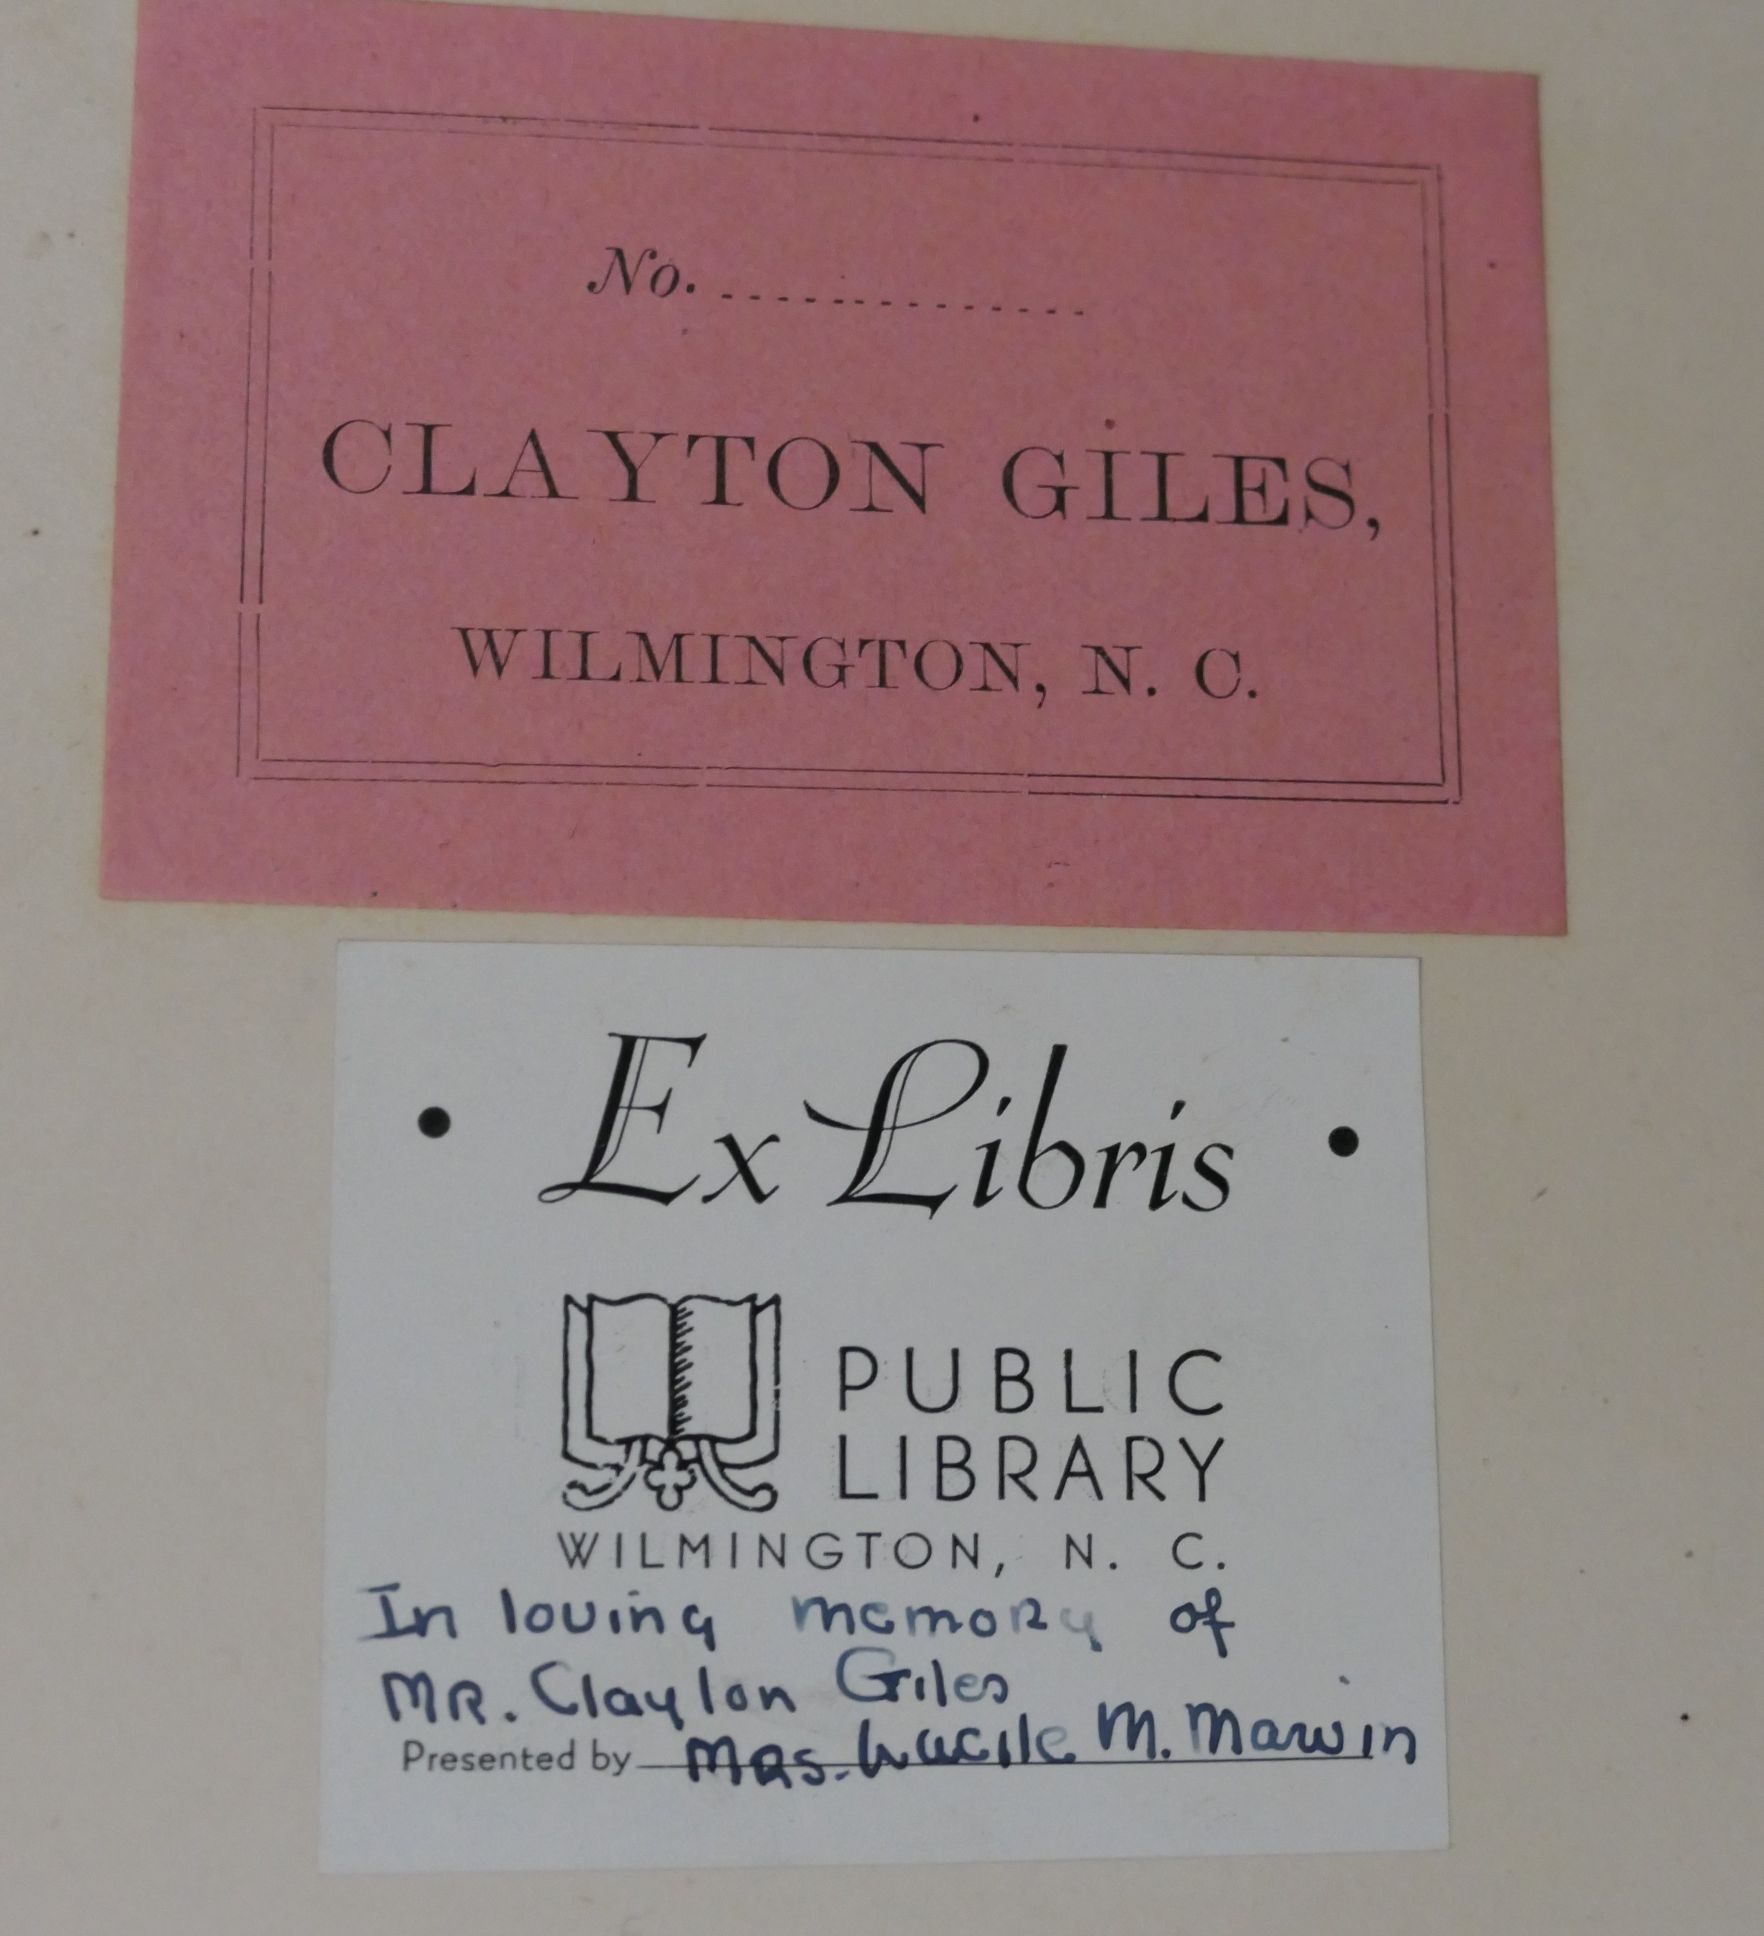 No. ..............
CLAYTON GILES,
WILMINGTON, N. C.
• Ex Libris •
PUBLIC
LIBRARY
WILMINGTON, N. C.
In loving memory of
MR. Clayton Giles
Presented by Mrs. Lucile M. Marwin